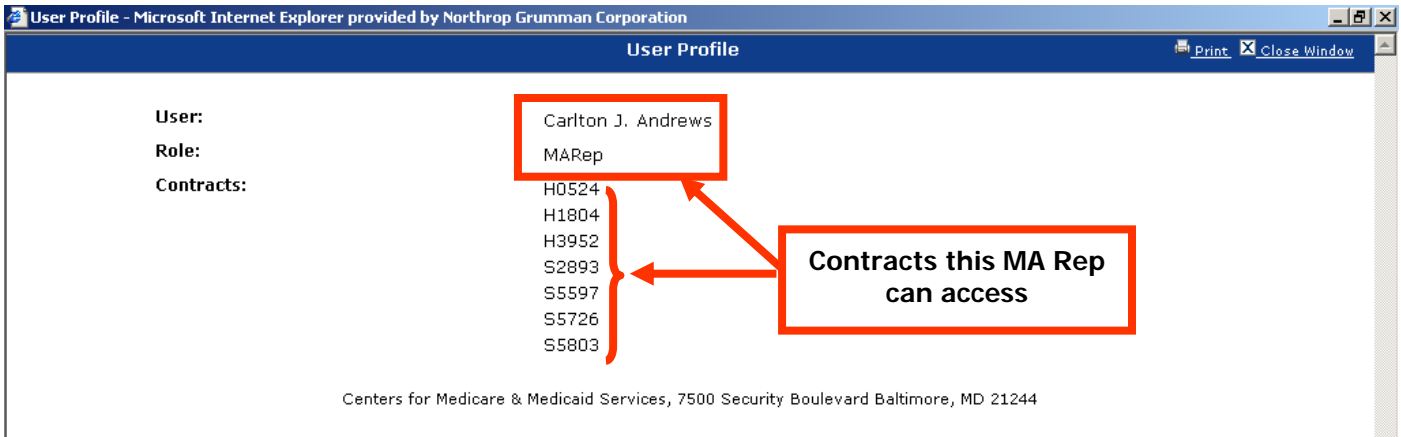 User Profile - Microsoft Internet Explorer provided by Northrop Grumman Corporation
User Profile
Print Close Window
User: Carlton J. Andrews
Role: MARep
Contracts: H0524
H1804
H3952
S2893
S5597
S5726
S5803
Contracts this MA Rep
can access
Centers for Medicare & Medicaid Services, 7500 Security Boulevard Baltimore, MD 21244